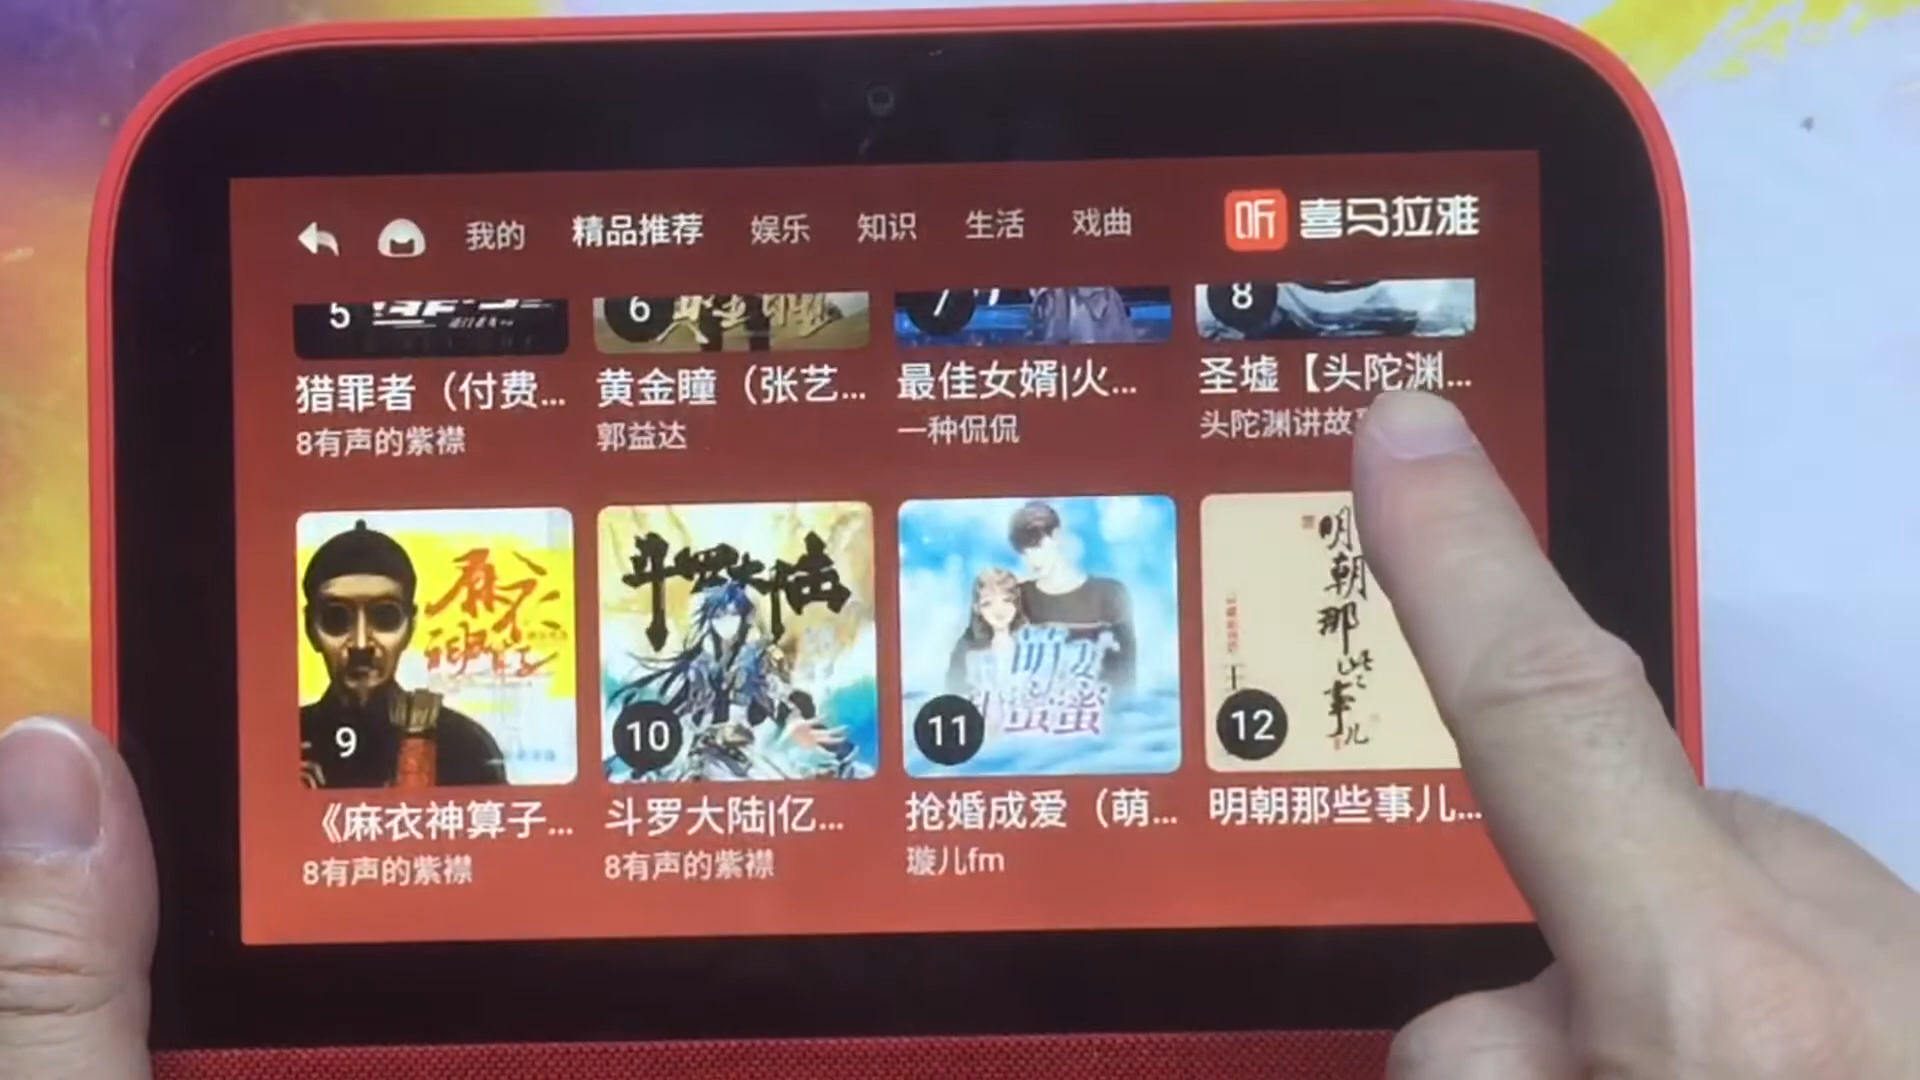 我的 精品推荐 娱乐 知识 生活 戏曲 听 喜马拉雅
5 6 7 8
猎罪者（付费... 黄金瞳（张艺... 最佳女婿|火... 圣墟【头陀渊...
8有声的紫襟 郭益达 一种侃侃 头陀渊讲故
麻衣
斗罗大陆
明朝那些事儿
9 10 11 12
《麻衣神算子... 斗罗大陆|亿... 抢婚成爱（萌... 明朝那些事儿...
8有声的紫襟 8有声的紫襟 璇儿fm